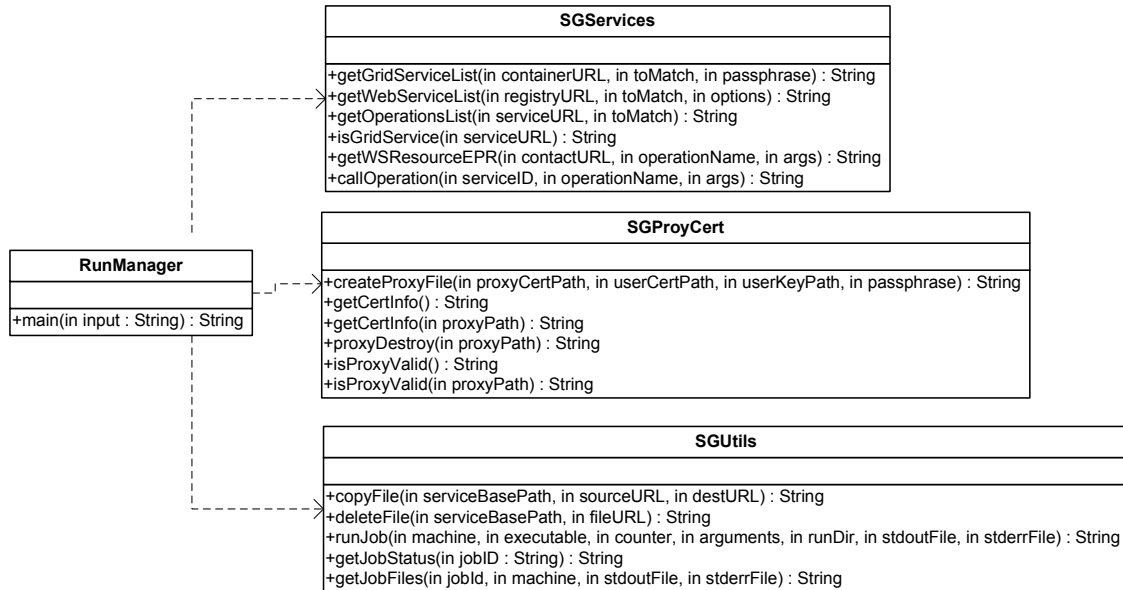 SGServices
+getGridServiceList(in containerURL, in toMatch, in passphrase) : String
+getWebServiceList(in registryURL, in toMatch, in options) : String
+getOperationsList(in serviceURL, in toMatch) : String
+isGridService(in serviceURL) : String
+getWSResourceEPR(in contactURL, in operationName, in args) : String
+callOperation(in serviceID, in operationName, in args) : String
RunManager
+main(in input : String) : String
SGProyCert
+createProxyFile(in proxyCertPath, in userCertPath, in userKeyPath, in passphrase) : String
+getCertInfo() : String
+getCertInfo(in proxyPath) : String
+proxyDestroy(in proxyPath) : String
+isProxyValid() : String
+isProxyValid(in proxyPath) : String
SGUtils
+copyFile(in serviceBasePath, in sourceURL, in destURL) : String
+deleteFile(in serviceBasePath, in fileURL) : String
+runJob(in machine, in executable, in counter, in arguments, in runDir, in stdoutFile, in stderrFile) : String
+getJobStatus(in jobID : String) : String
+getJobFiles(in jobId, in machine, in stdoutFile, in stderrFile) : String